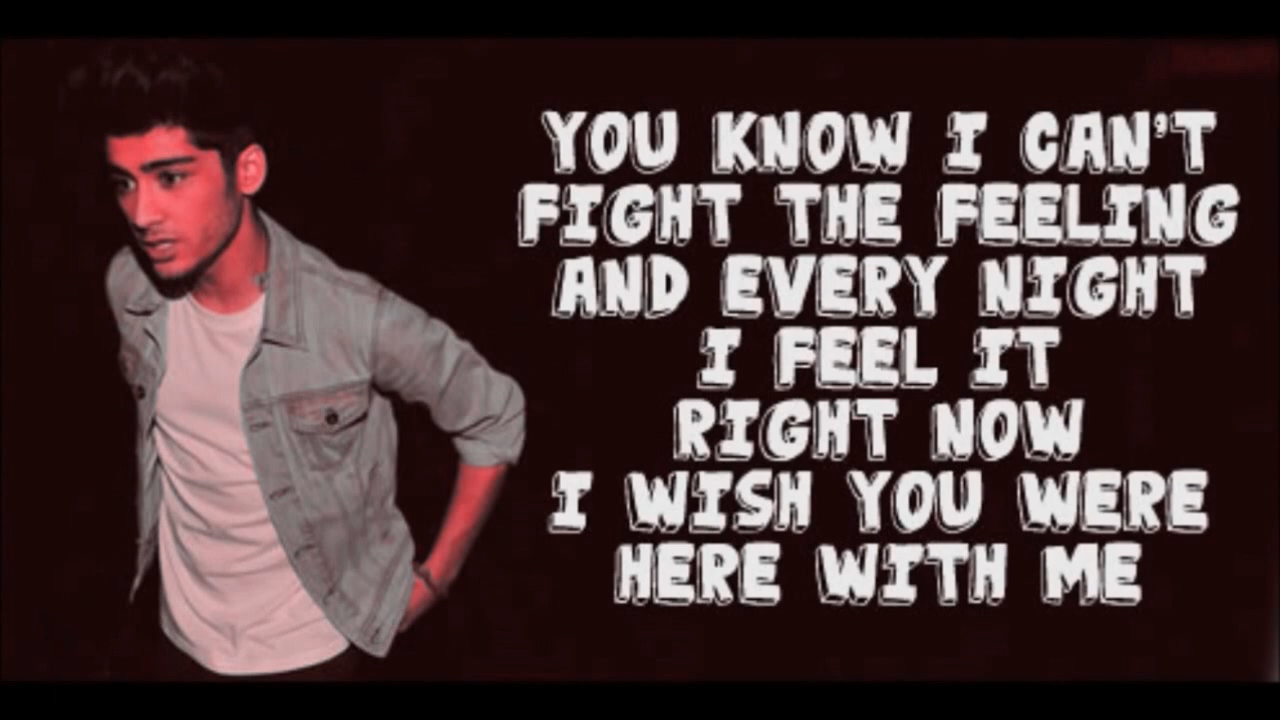 YOU KNOW I CAN'T
FIGHT THE FEELING
AND EVERY NIGHT
I FEEL IT
RIGHT NOW
I WISH YOU WERE
HERE WITH ME